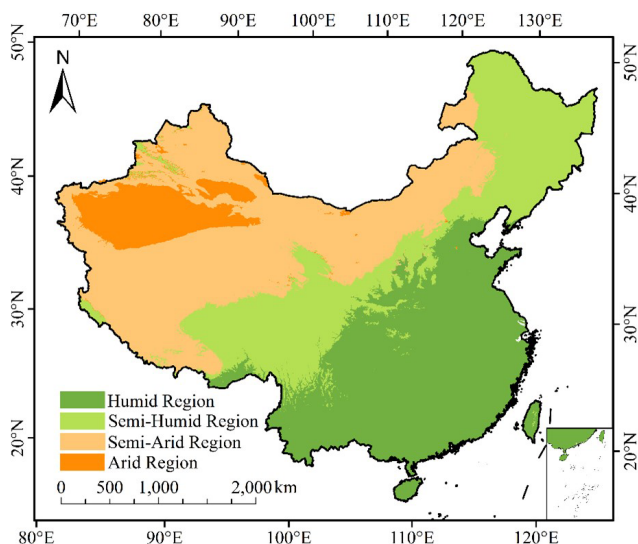 70°E 80°E 90°E 100°E 110°E 120°E 130°E
50°N 50°N
N
40°N 40°N
30°N 30°N
20°N 20°N
Humid Region
Semi-Humid Region
Semi-Arid Region
Arid Region
0 500 1,000 2,000 km
80°E 90°E 100°E 110°E 120°E